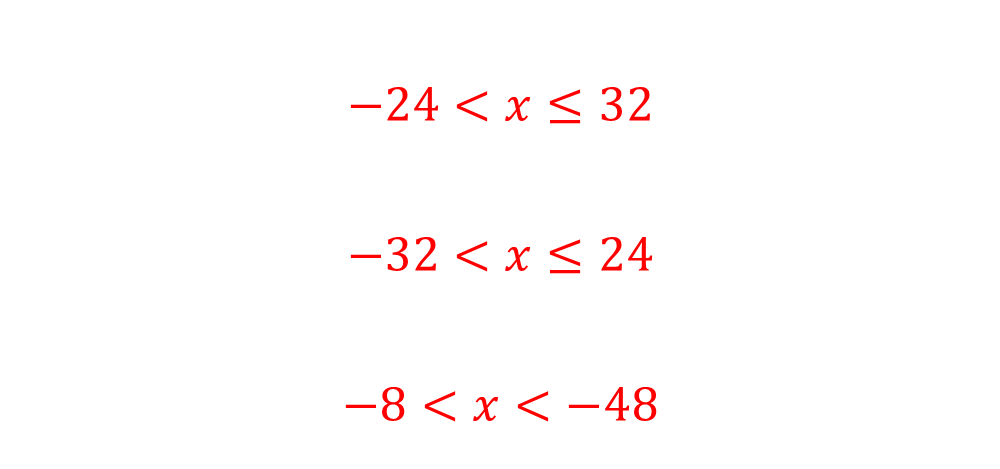 −24 < x ≤ 32
−32 < x ≤ 24
−8 < x < −48